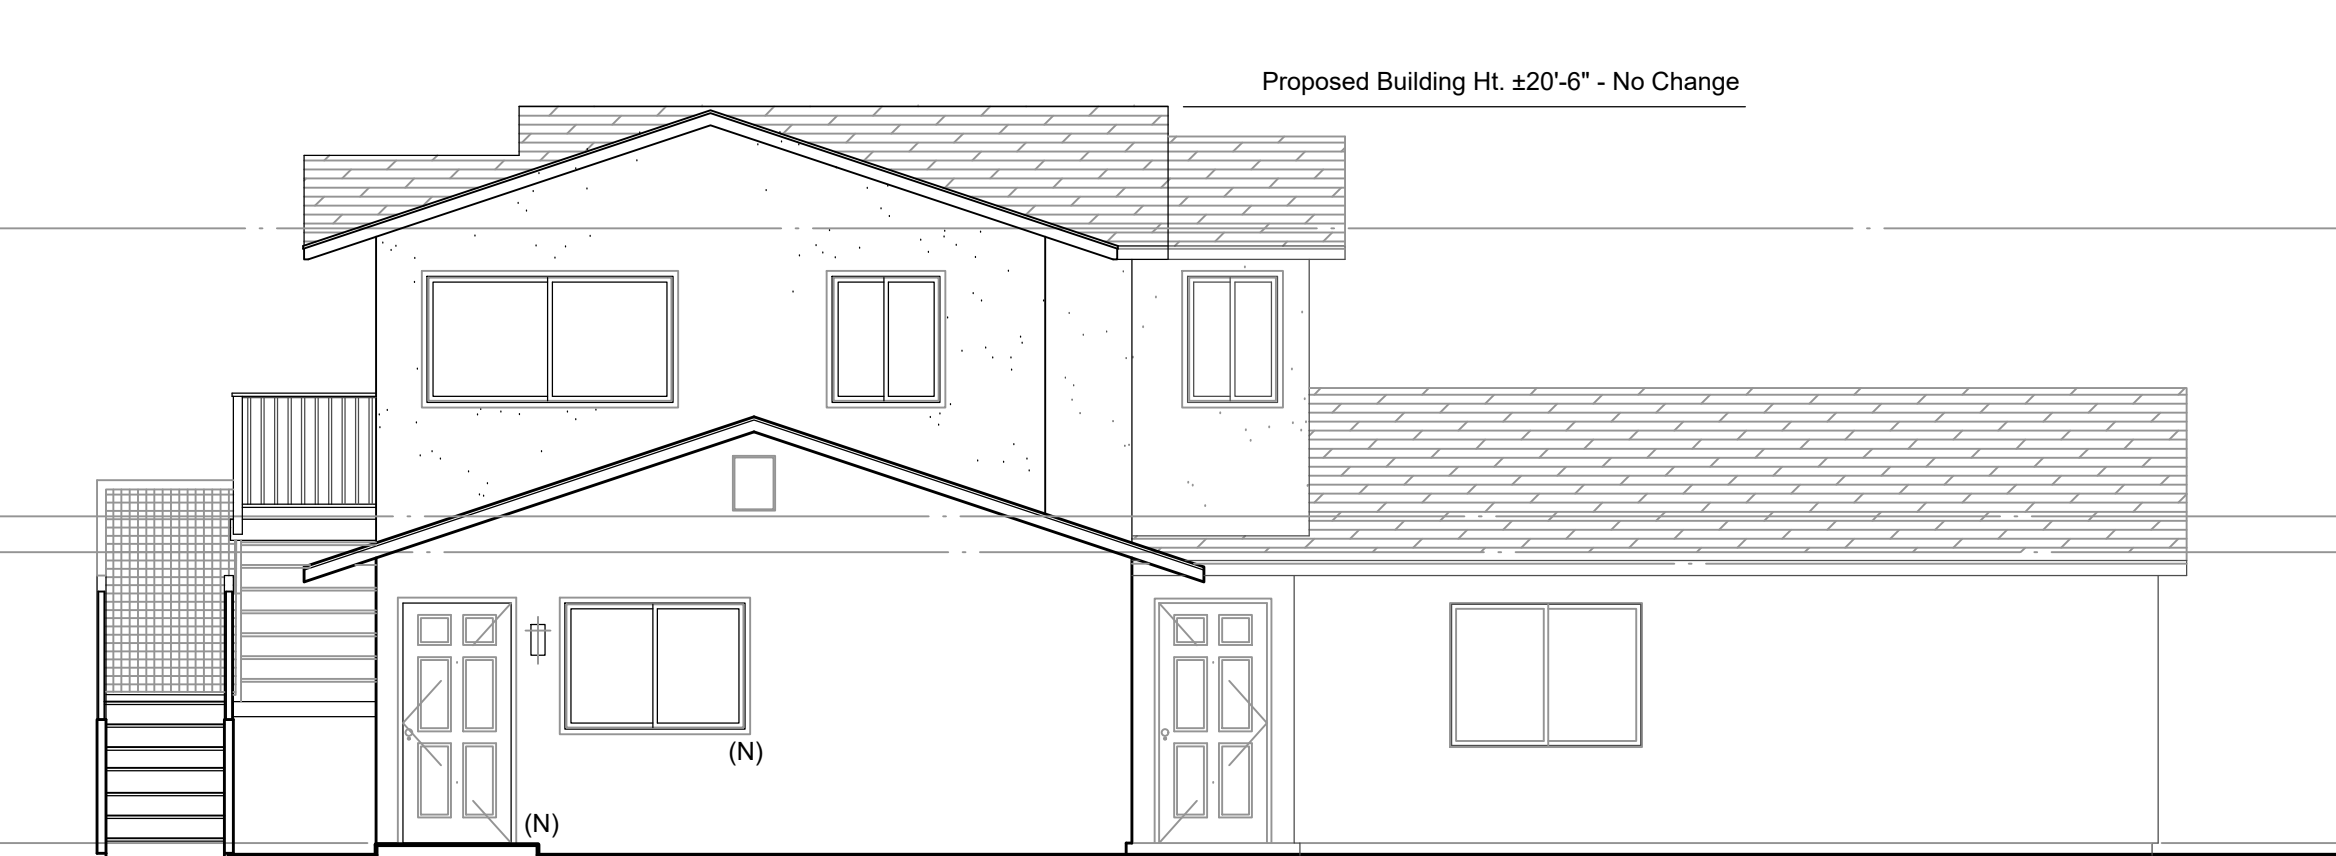 Proposed Building Ht. ±20'-6" - No Change
(N)
(N)